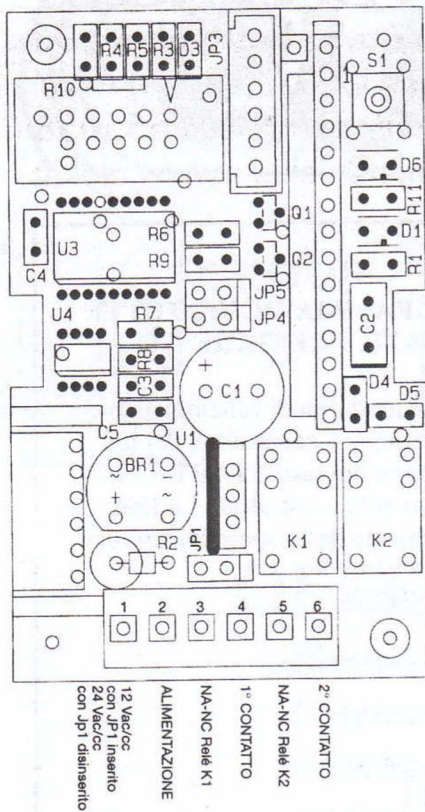 R4
R5
R3
D3
JP3
R10
S1
1
D6
R11
Q1
D1
R6
U3
Q2
R9
R1
C4
JP5
JP4
C2
U4
R7
R8
+
C1
C3
D4
D5
C5
U1
BR1
+
~
K1
K2
R2
JP1
1
2
3
4
5
6
12 Vac/cc
con JP1 inserito
24 Vac/cc
con Jp1 disinserito
ALIMENTAZIONE
NA-NC Relé K1
1° CONTATTO
NA-NC Relé K2
2° CONTATTO